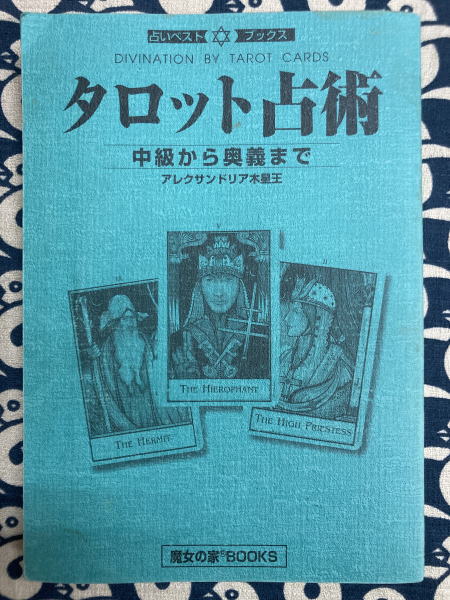 占いベスト ブックス
DIVINATION BY TAROT CARDS
タロット占術
中級から奥義まで
アレクサンドリア木星王
IX
V
II
THE HERMIT
THE HIEROPHANT
THE HIGH PRIESTESS
魔女の家BOOKS